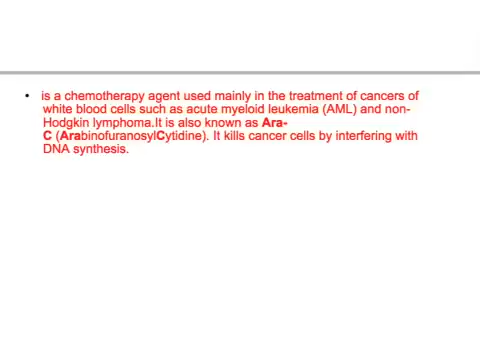 • is a chemotherapy agent used mainly in the treatment of cancers of
white blood cells such as acute myeloid leukemia (AML) and non-
Hodgkin lymphoma.It is also known as Ara-
C (ArabinofuranosylCytidine). It kills cancer cells by interfering with
DNA synthesis.